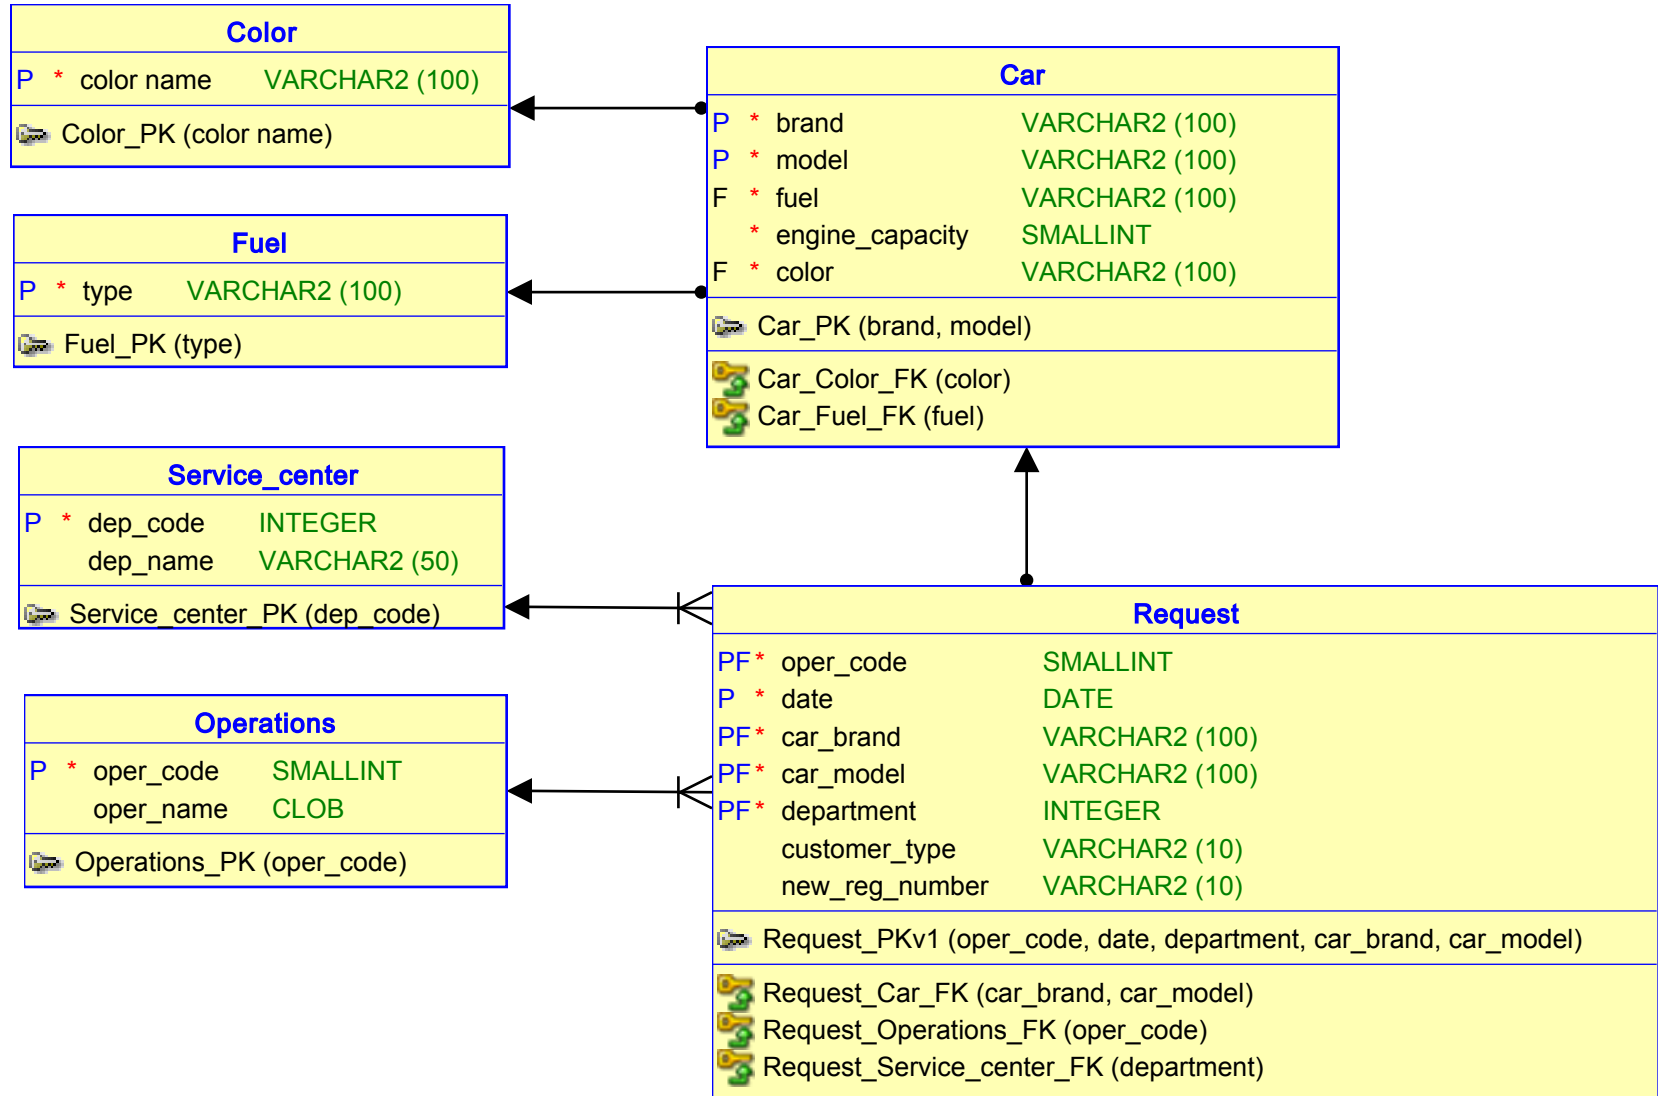 Color
P * color name VARCHAR2 (100)
Color_PK (color name)
Fuel
P * type VARCHAR2 (100)
Fuel_PK (type)
Car
P * brand VARCHAR2 (100)
P * model VARCHAR2 (100)
F * fuel VARCHAR2 (100)
* engine_capacity SMALLINT
F * color VARCHAR2 (100)
Car_PK (brand, model)
Car_Color_FK (color)
Car_Fuel_FK (fuel)
Service_center
P * dep_code INTEGER
dep_name VARCHAR2 (50)
Service_center_PK (dep_code)
Operations
P * oper_code SMALLINT
oper_name CLOB
Operations_PK (oper_code)
Request
PF * oper_code SMALLINT
P * date DATE
PF * car_brand VARCHAR2 (100)
PF * car_model VARCHAR2 (100)
PF * department INTEGER
customer_type VARCHAR2 (10)
new_reg_number VARCHAR2 (10)
Request_PKv1 (oper_code, date, department, car_brand, car_model)
Request_Car_FK (car_brand, car_model)
Request_Operations_FK (oper_code)
Request_Service_center_FK (department)